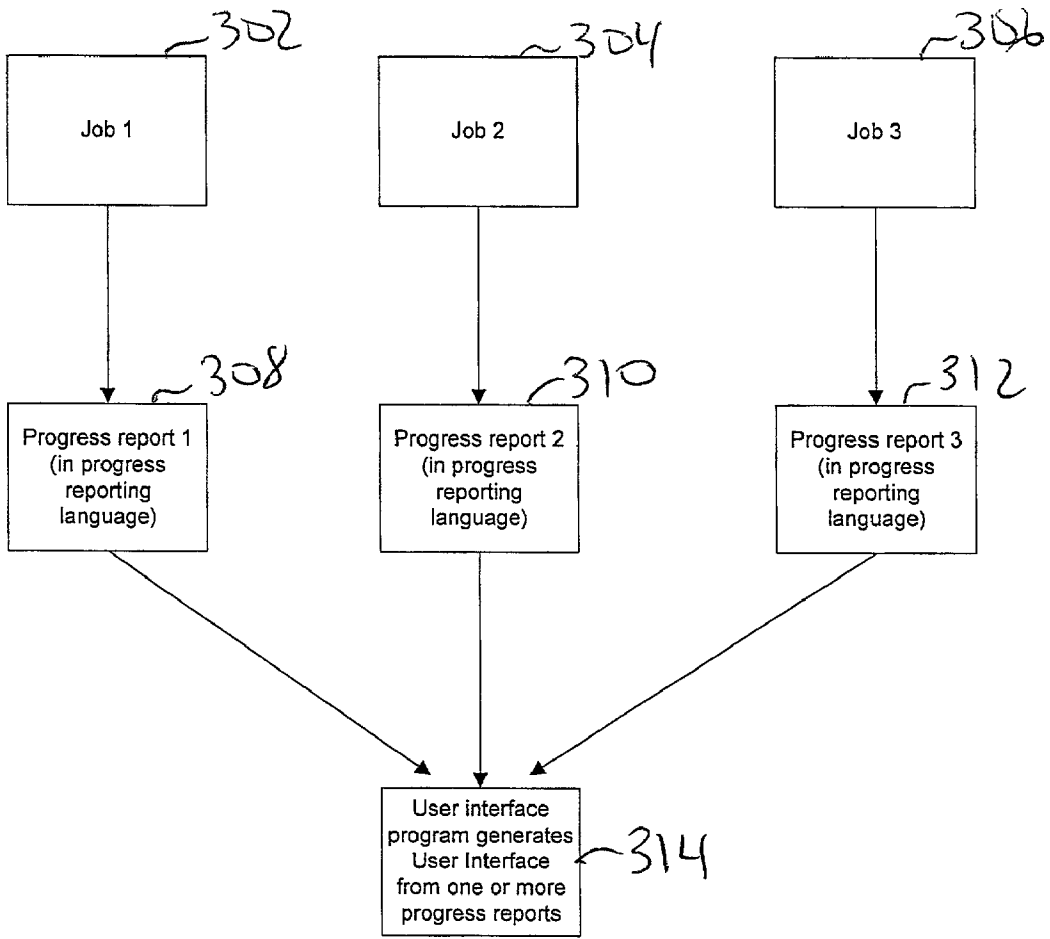 302
304
306
Job 1
Job 2
Job 3
308
310
312
Progress report 1
(in progress
reporting
language)
Progress report 2
(in progress
reporting
language)
Progress report 3
(in progress
reporting
language)
User interface
program generates
User Interface
from one or more
progress reports
314